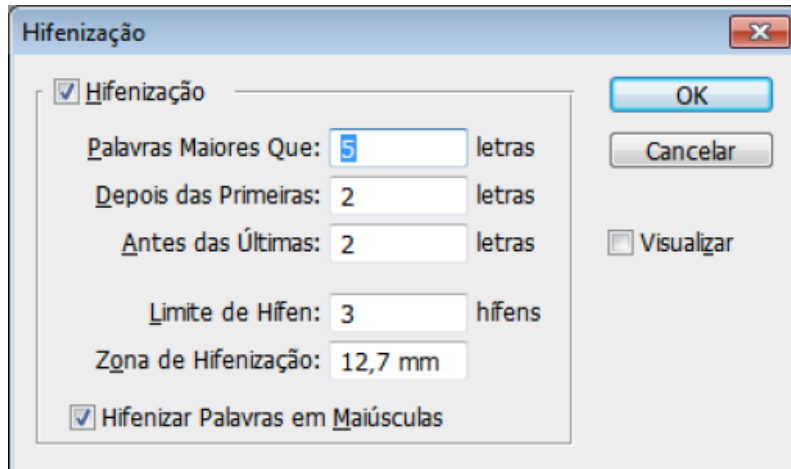 Hifenização
Hifenização
OK
Palavras Maiores Que: 5 letras
Cancelar
Depois das Primeiras: 2 letras
Antes das Últimas: 2 letras
Visualizar
Limite de Hífen: 3 hífens
Zona de Hifenização: 12,7 mm
Hifenizar Palavras em Maiúsculas